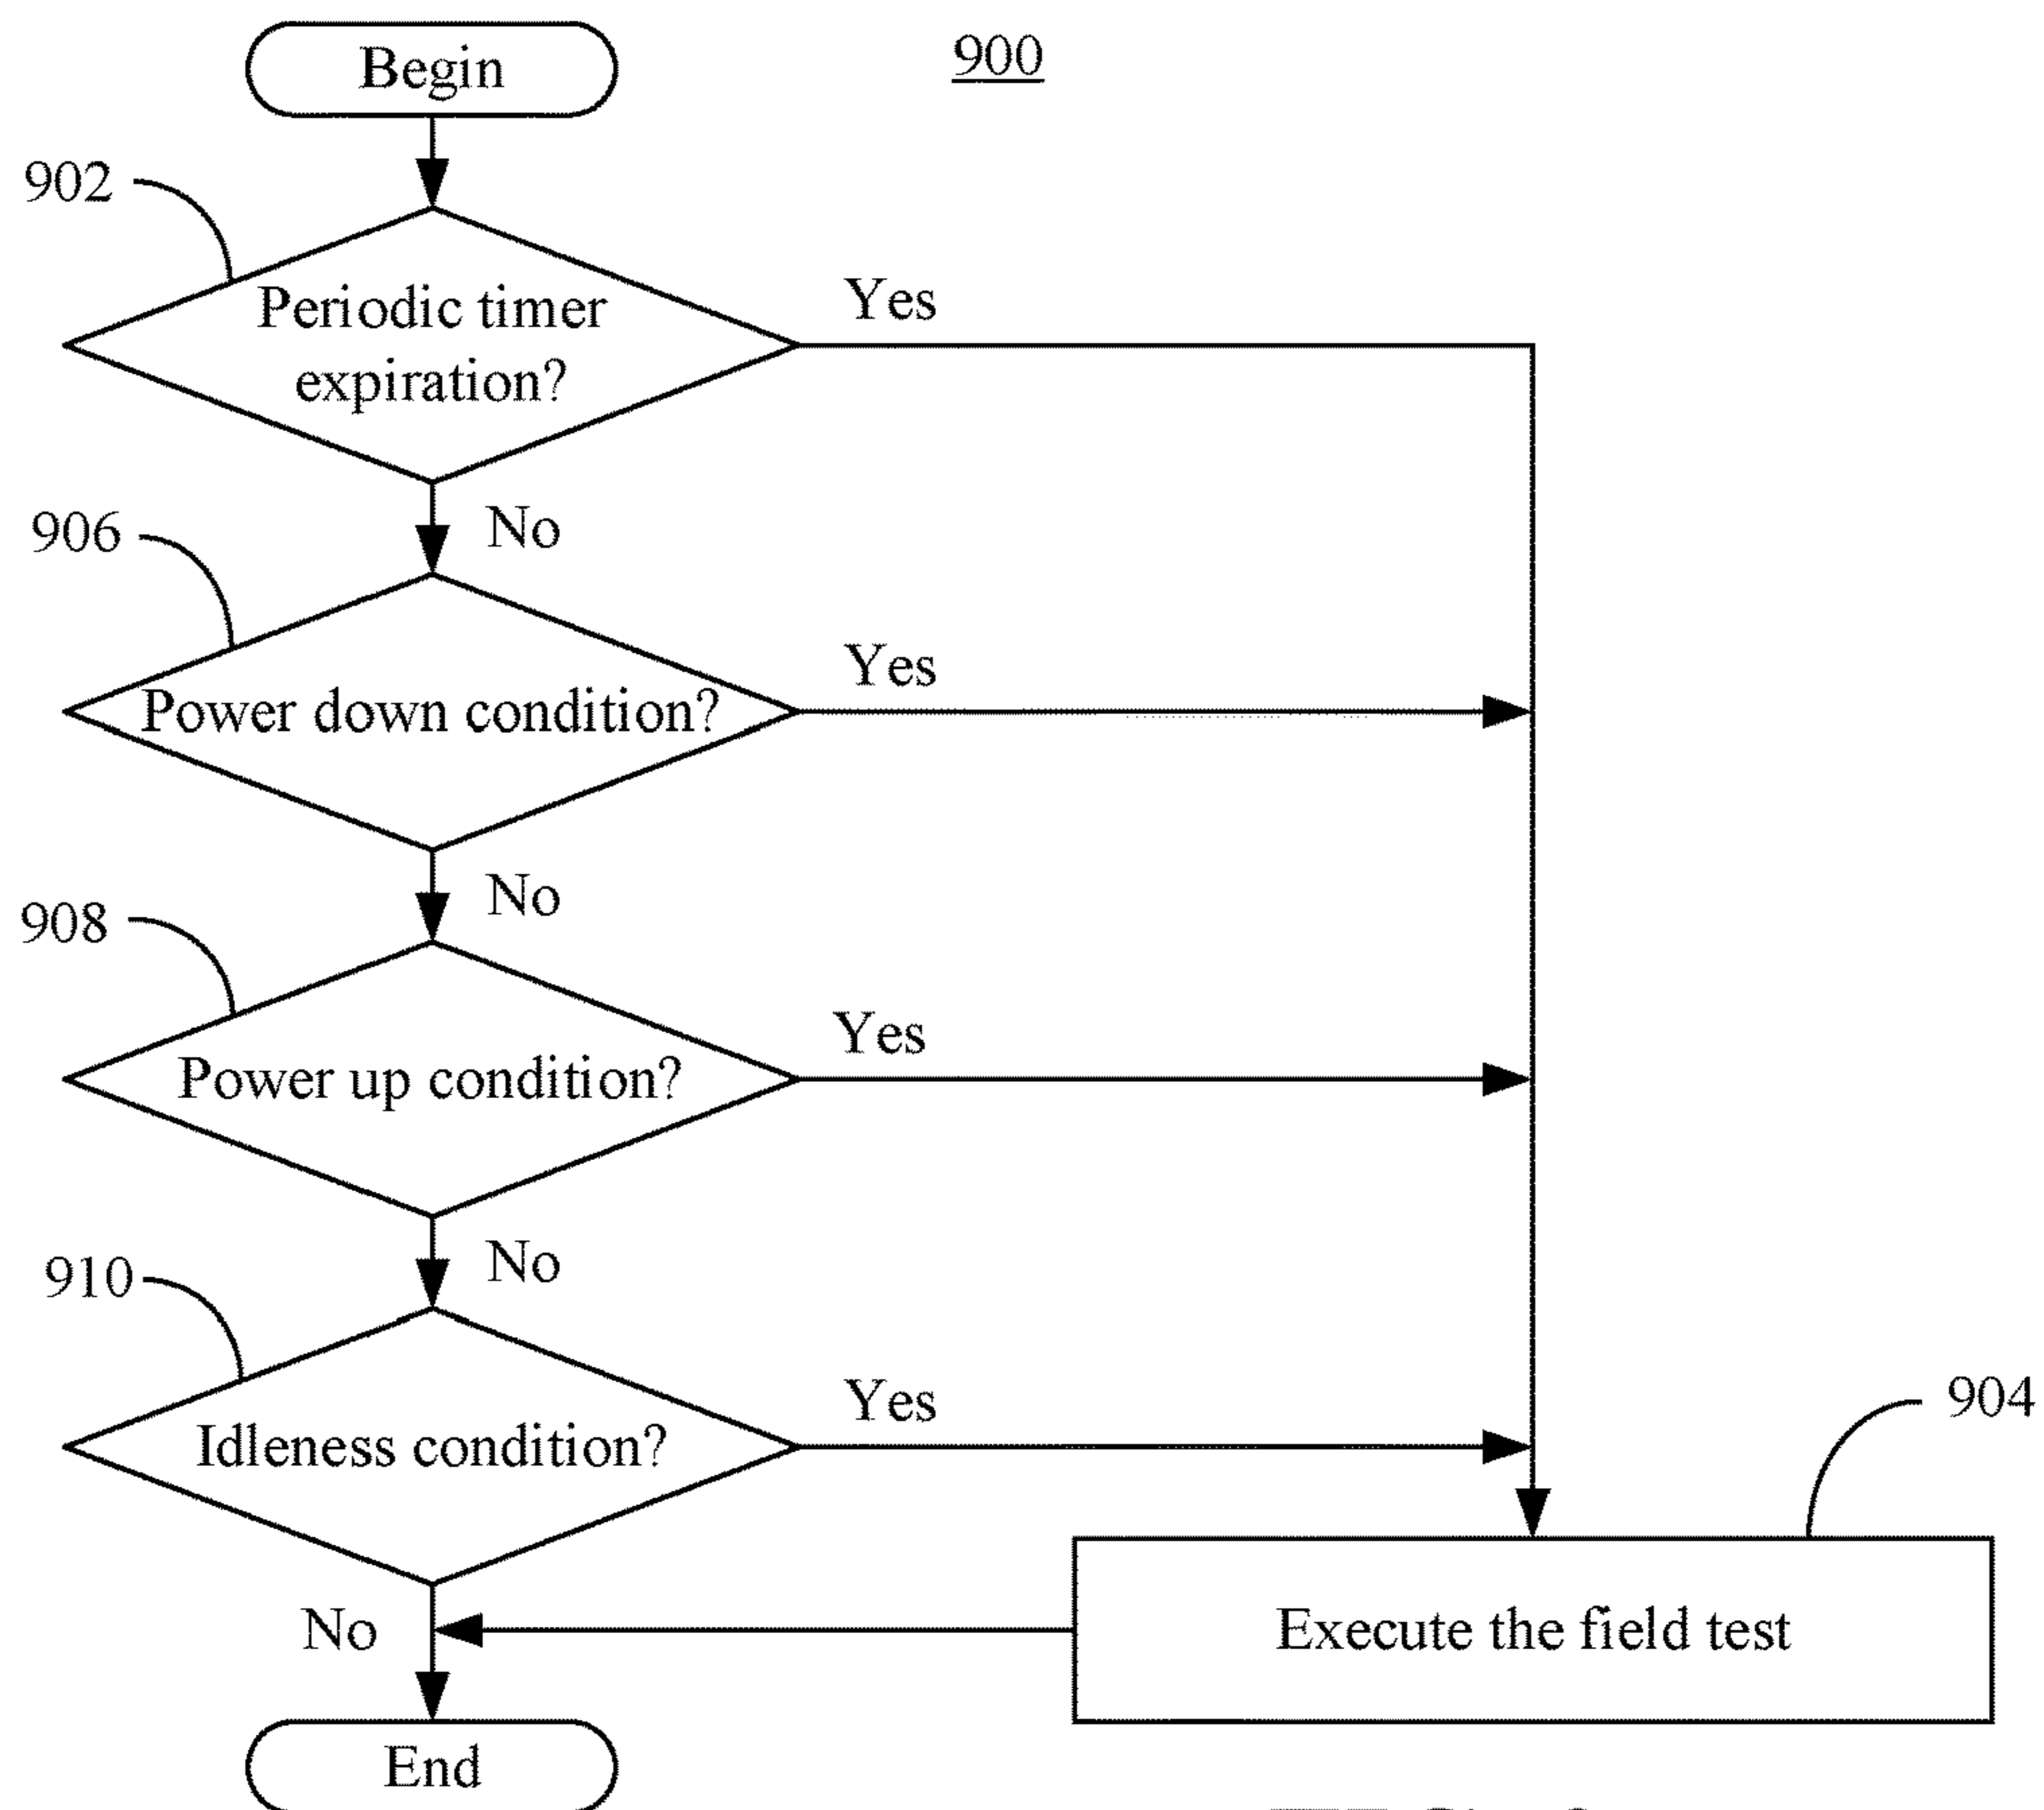 Begin
900
902
Periodic timer
expiration?
Yes
No
906
Power down condition?
Yes
No
908
Power up condition?
Yes
No
910
Idleness condition?
Yes
904
Execute the field test
No
End